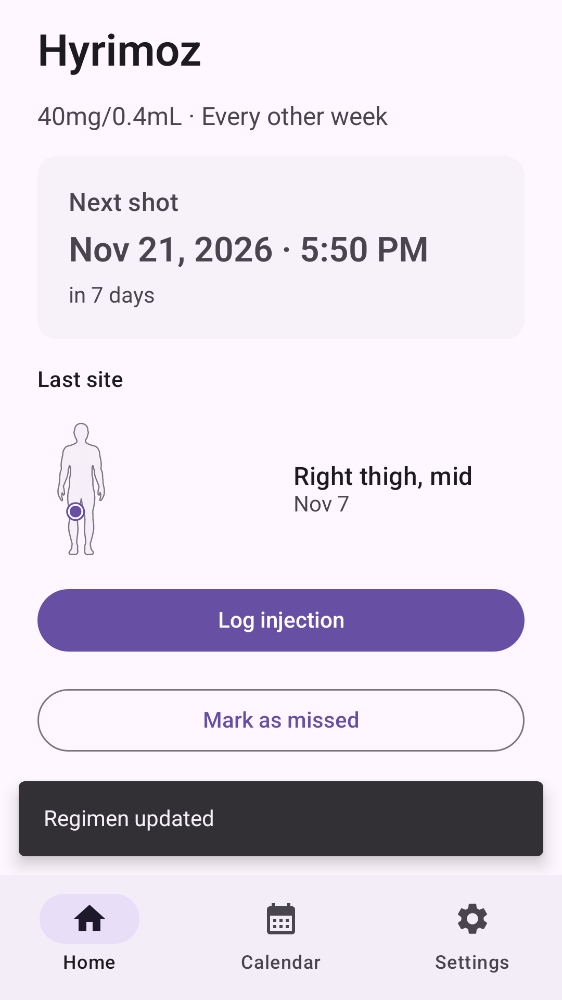 Hyrimoz
40mg/0.4mL · Every other week
Next shot
Nov 21, 2026 · 5:50 PM
in 7 days
Last site
Right thigh, mid
Nov 7
Log injection
Mark as missed
Regimen updated
Home
Calendar
Settings